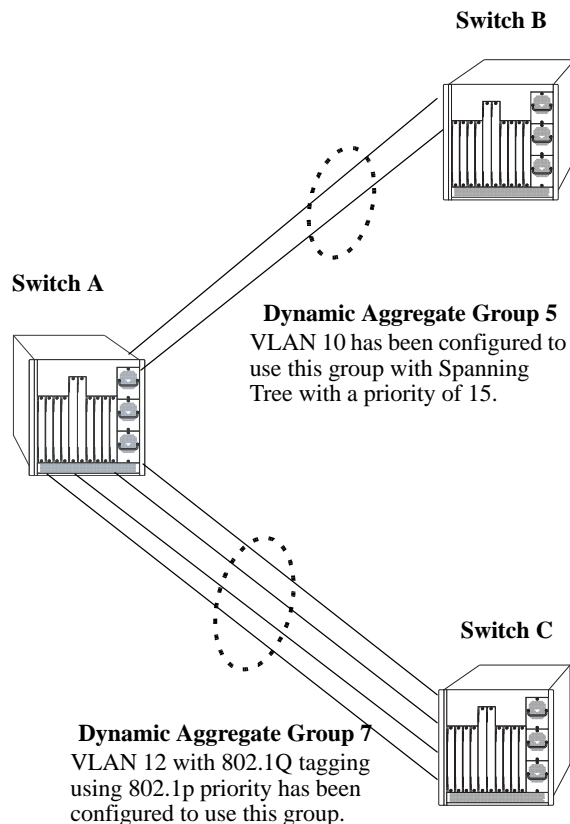 Switch B
Switch A
Dynamic Aggregate Group 5
VLAN 10 has been configured to
use this group with Spanning
Tree with a priority of 15.
Switch C
Dynamic Aggregate Group 7
VLAN 12 with 802.1Q tagging
using 802.1p priority has been
configured to use this group.